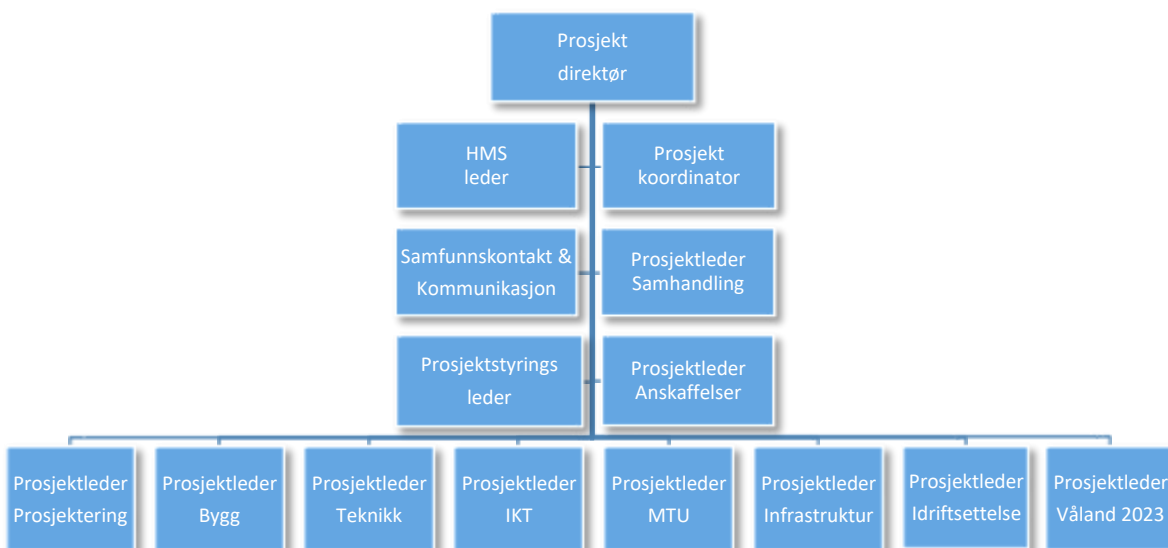 Prosjekt
direktør
HMS
leder
Prosjekt
koordinator
Samfunnskontakt &
Kommunikasjon
Prosjektleder
Samhandling
Prosjektstyrings
leder
Prosjektleder
Anskaffelser
Prosjektleder
Prosjektering
Prosjektleder
Bygg
Prosjektleder
Teknikk
Prosjektleder
IKT
Prosjektleder
MTU
Prosjektleder
Infrastruktur
Prosjektleder
Idriftsettelse
Prosjektleder
Våland 2023